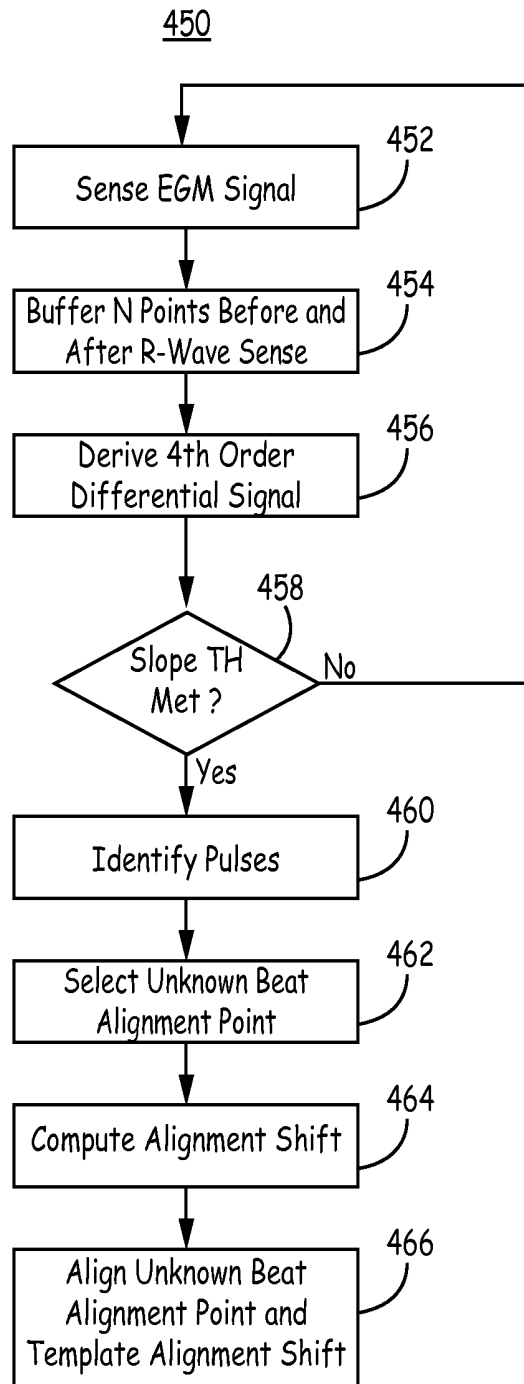 450
452
Sense EGM Signal
454
Buffer N Points Before and
After R-Wave Sense
456
Derive 4th Order
Differential Signal
458
Slope TH
Met ?
No
Yes
460
Identify Pulses
462
Select Unknown Beat
Alignment Point
464
Compute Alignment Shift
466
Align Unknown Beat
Alignment Point and
Template Alignment Shift